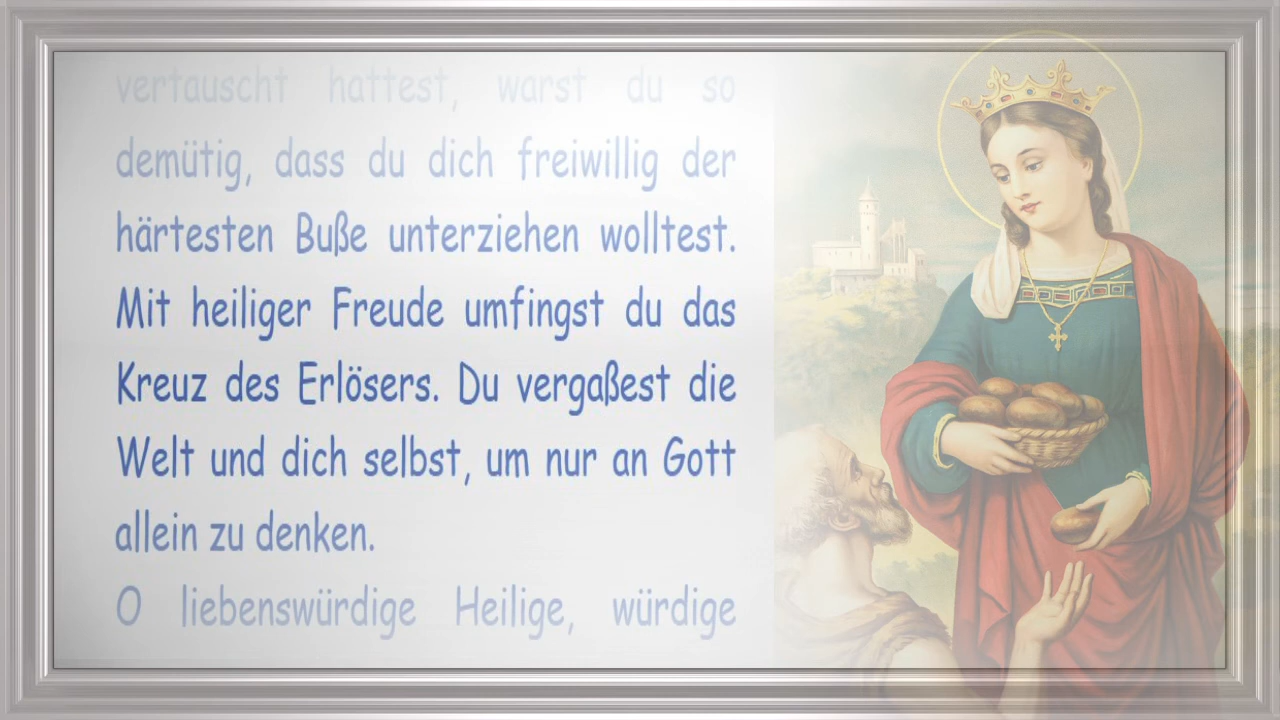 vertauscht hattest, warst du so
demütig, dass du dich freiwillig der
härtesten Buße unterziehen wolltest.
Mit heiliger Freude umfingst du das
Kreuz des Erlösers. Du vergaßest die
Welt und dich selbst, um nur an Gott
allein zu denken.
O liebenswürdige Heilige, würdige